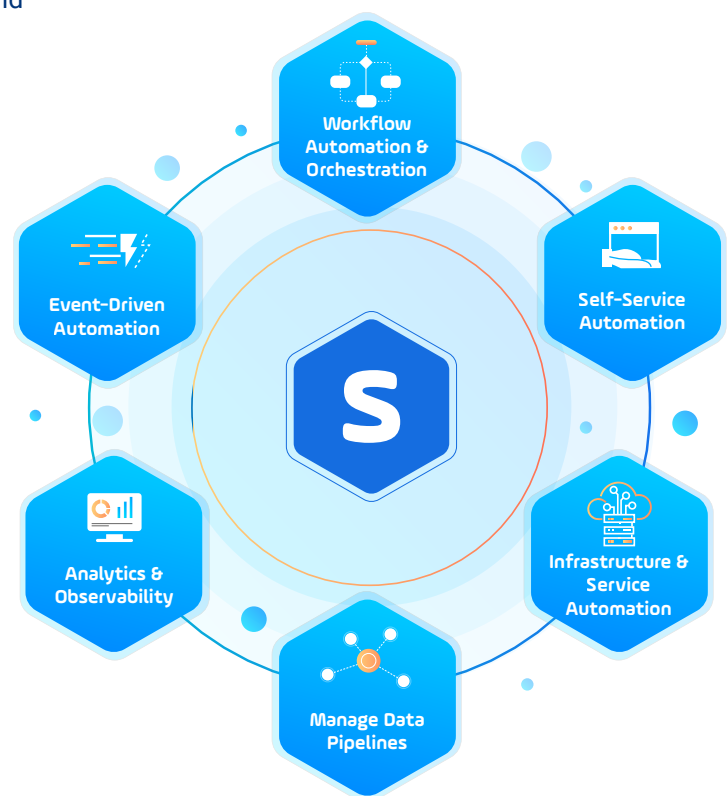 Workflow
Automation &
Orchestration
Self-Service
Automation
Infrastructure &
Service
Automation
Manage Data
Pipelines
Analytics &
Observability
Event-Driven
Automation
S